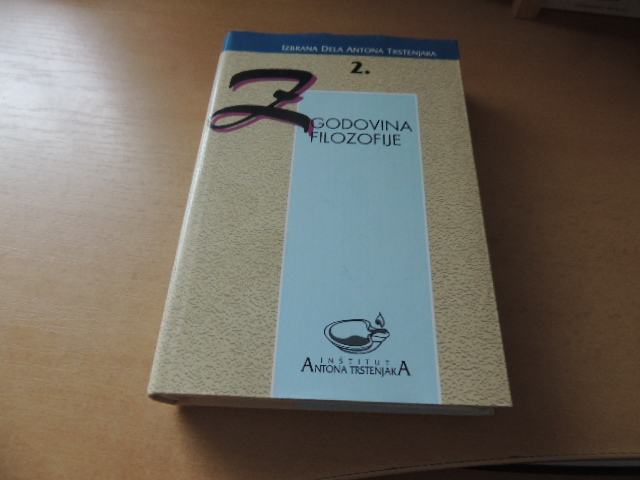 IZBRANA DELA ANTONA TRSTENJAKA
2.
ZGODOVINA
FILOZOFIJE
INŠTITUT
ANTONA TRSTENJAKA